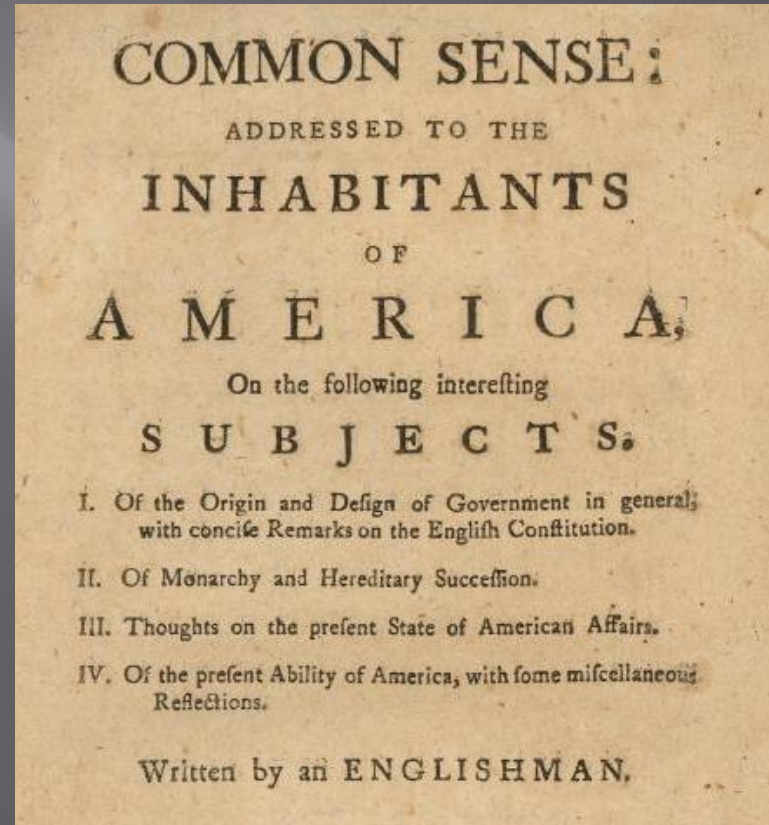 COMMON SENSE:
ADDRESSED TO THE
INHABITANTS
OF
AMERICA,
On the following intereſting
SUBJECTS.
I. Of the Origin and Deſign of Government in general;
with conciſe Remarks on the Engliſh Conſtitution.
II. Of Monarchy and Hereditary Succeſſion.
III. Thoughts on the preſent State of American Affairs.
IV. Of the preſent Ability of America, with ſome miſcellaneous
Reflections.
Written by an ENGLISHMAN.